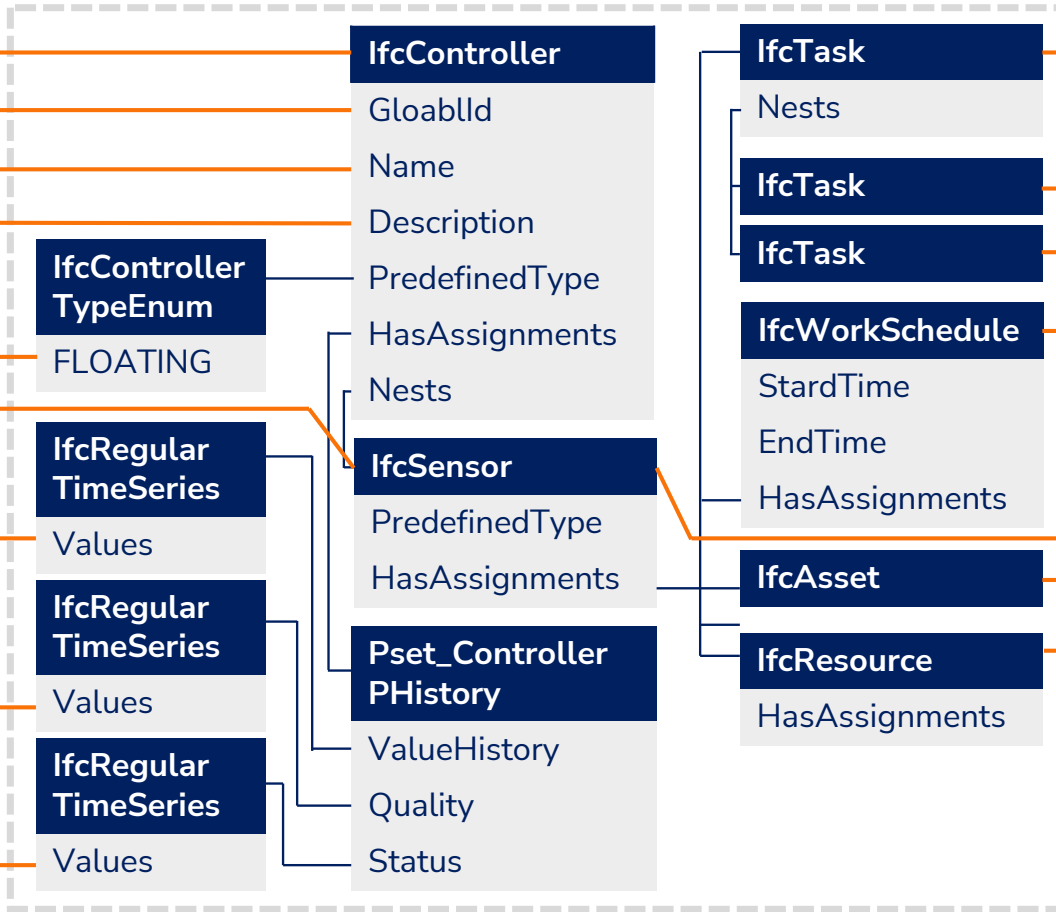 IfcController
GloablId
Name
Description
PredefinedType
HasAssignments
Nests
IfcController
TypeEnum
FLOATING
IfcRegular
TimeSeries
Values
IfcRegular
TimeSeries
Values
IfcRegular
TimeSeries
Values
IfcSensor
PredefinedType
HasAssignments
Pset_Controller
PHistory
ValueHistory
Quality
Status
IfcTask
Nests
IfcTask
IfcTask
IfcWorkSchedule
StardTime
EndTime
HasAssignments
IfcAsset
IfcResource
HasAssignments